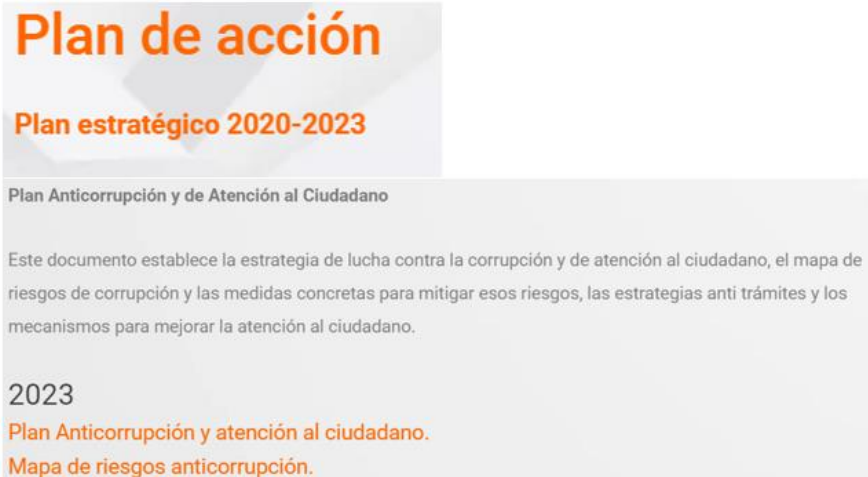 Plan de acción
Plan estratégico 2020-2023
Plan Anticorrupción y de Atención al Ciudadano
Este documento establece la estrategia de lucha contra la corrupción y de atención al ciudadano, el mapa de
riesgos de corrupción y las medidas concretas para mitigar esos riesgos, las estrategias anti trámites y los
mecanismos para mejorar la atención al ciudadano.
2023
Plan Anticorrupción y atención al ciudadano.
Mapa de riesgos anticorrupción.